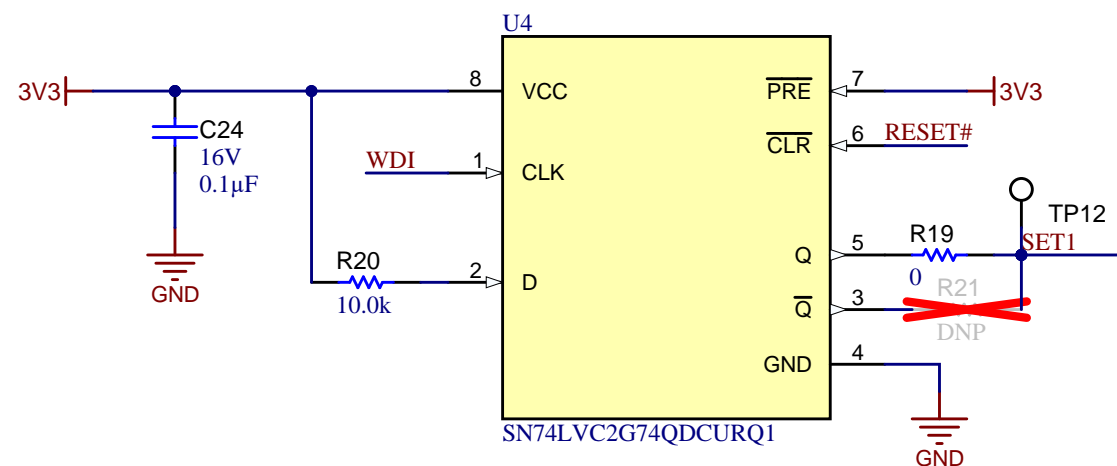 U4
3V3
C24
16V
0.1µF
GND
WDI
R20
10.0k
8
VCC
1
CLK
2
D
PRE
7
3V3
CLR
6
RESET#
Q
5
R19
0
TP12
SET1
Q
3
R21
DNP
GND
4
GND
SN74LVC2G74QDCURQ1